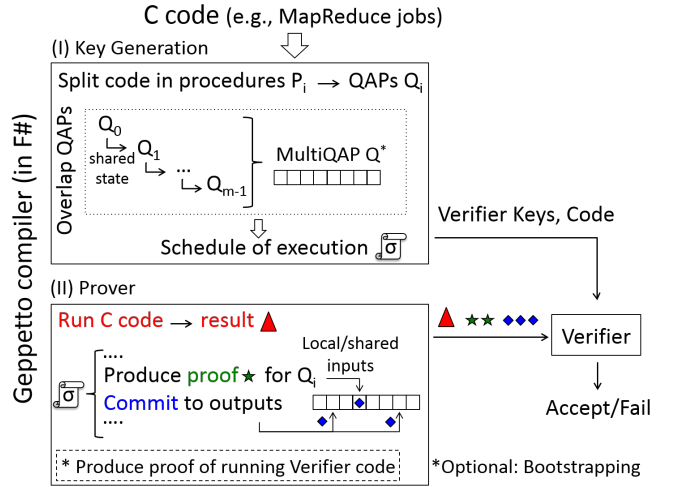 C code (e.g., MapReduce jobs)
(I) Key Generation
Split code in procedures Pi → QAPs Qi
Geppetto compiler (in F#)
Overlap QAPs
Q0
Q1
shared
state
...
Qm-1
MultiQAP Q*
Schedule of execution σ
Verifier Keys, Code
(II) Prover
Run C code → result
....
σ
Produce proof for Qi
Commit to outputs
....
Local/shared
inputs
* Produce proof of running Verifier code
Verifier
Accept/Fail
*Optional: Bootstrapping